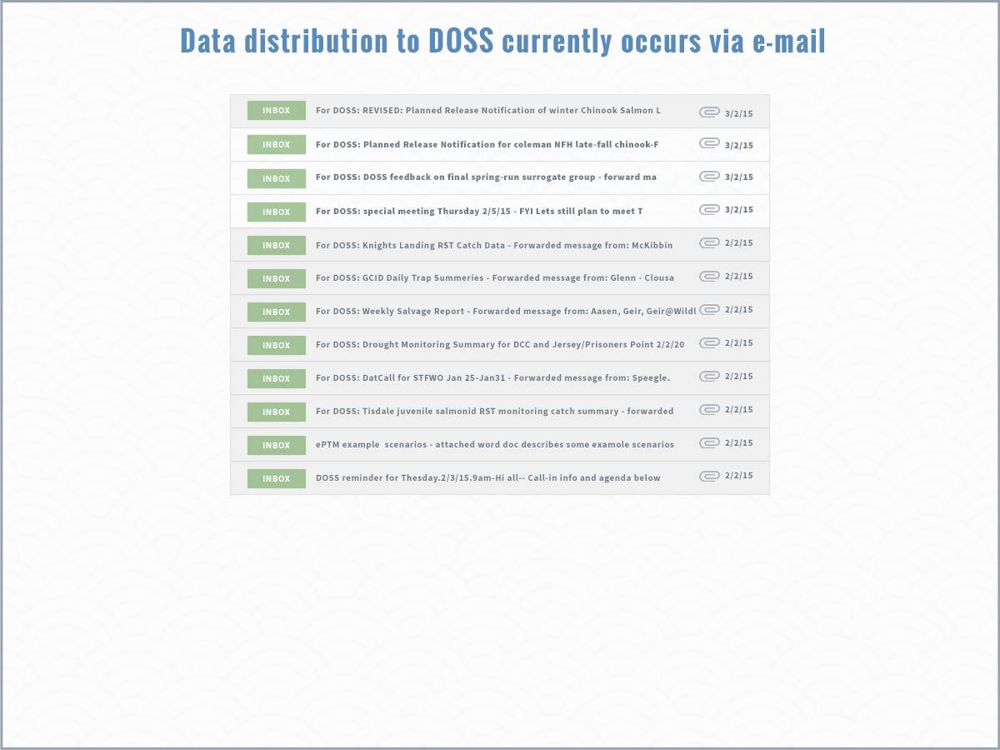 Data distribution to DOSS currently occurs via e-mail
INBOX For DOSS: REVISED: Planned Release Notification of winter Chinook Salmon L 3/2/15
INBOX For DOSS: Planned Release Notification for coleman NFH late-fall chinook-F 3/2/15
INBOX For DOSS: DOSS feedback on final spring-run surrogate group - forward ma 3/2/15
INBOX For DOSS: special meeting Thursday 2/5/15 - FYI Lets still plan to meet T 3/2/15
INBOX For DOSS: Knights Landing RST Catch Data - Forwarded message from: McKibbin 2/2/15
INBOX For DOSS: GCID Daily Trap Summeries - Forwarded message from: Glenn - Clousa 2/2/15
INBOX For DOSS: Weekly Salvage Report - Forwarded message from: Aasen, Geir, Geir@Wildl 2/2/15
INBOX For DOSS: Drought Monitoring Summary for DCC and Jersey/Prisoners Point 2/2/20 2/2/15
INBOX For DOSS: DatCall for STFWO Jan 25-Jan31 - Forwarded message from: Speegle. 2/2/15
INBOX For DOSS: Tisdale juvenile salmonid RST monitoring catch summary - forwarded 2/2/15
INBOX ePTM example scenarios - attached word doc describes some examole scenarios 2/2/15
INBOX DOSS reminder for Thesday.2/3/15.9am-Hi all-- Call-in info and agenda below 2/2/15